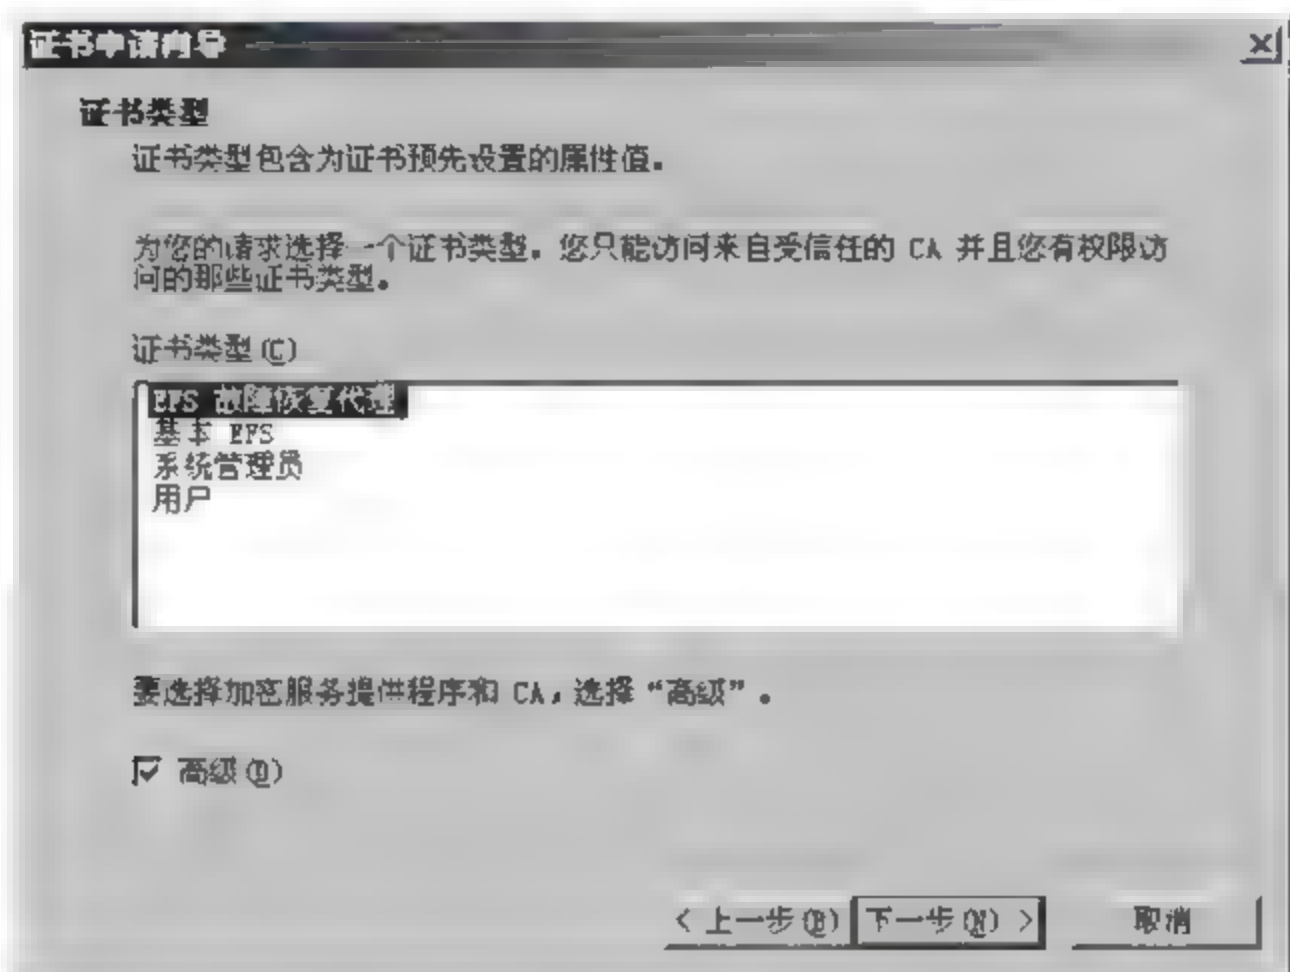 证书申请向导
证书类型
证书类型包含为证书预先设置的属性值。
为您的请求选择一个证书类型。您只能访问来自受信任的 CA 并且您有权限访
问的那些证书类型。
证书类型(C)
EFS 故障恢复代理
基本 EFS
系统管理员
用户
要选择加密服务提供程序和 CA，选择“高级”。
高级(D)
< 上一步(B) 下一步(N) > 取消